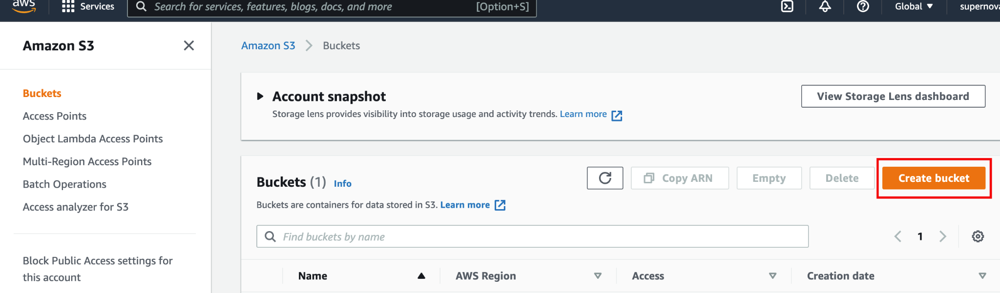 aws
Services
Search for services, features, blogs, docs, and more
[Option+S]
Global
supernova
Amazon S3
Buckets
Access Points
Object Lambda Access Points
Multi-Region Access Points
Batch Operations
Access analyzer for S3
Block Public Access settings for
this account
Amazon S3 > Buckets
Account snapshot
Storage lens provides visibility into storage usage and activity trends. Learn more
View Storage Lens dashboard
Buckets (1) Info
Copy ARN
Empty
Delete
Create bucket
Buckets are containers for data stored in S3. Learn more
Find buckets by name
1
Name
AWS Region
Access
Creation date